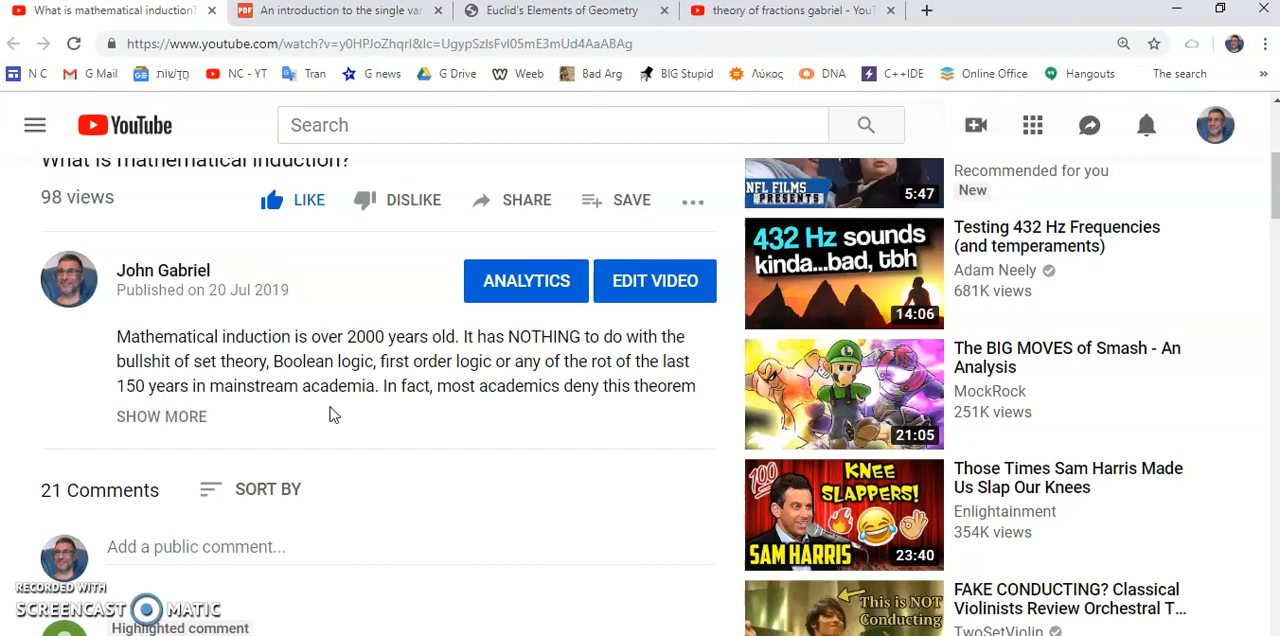 What is mathematical induction?
An introduction to the single var
Euclid's Elements of Geometry
theory of fractions gabriel - YouT
https://www.youtube.com/watch?v=y0HPJoZhqrI&lc=UgypSzIsFvI05mE3mUd4AaABAg
N C
G Mail
חֲדָשׁוֹת
NC - YT
Tran
G news
G Drive
Weeb
Bad Arg
BIG Stupid
Λύκος
DNA
C++IDE
Online Office
Hangouts
The search
YouTube
Search
What is mathematical induction?
98 views
LIKE
DISLIKE
SHARE
SAVE
John Gabriel
Published on 20 Jul 2019
ANALYTICS
EDIT VIDEO
Mathematical induction is over 2000 years old. It has NOTHING to do with the
bullshit of set theory, Boolean logic, first order logic or any of the rot of the last
150 years in mainstream academia. In fact, most academics deny this theorem
SHOW MORE
21 Comments
SORT BY
Add a public comment...
RECORDED WITH
SCREENCAST MATIC
Highlighted comment
NFL FILMS
PRESENTS
5:47
Recommended for you
New
432 Hz sounds
kinda...bad, tbh
14:06
Testing 432 Hz Frequencies
(and temperaments)
Adam Neely
681K views
21:05
The BIG MOVES of Smash - An
Analysis
MockRock
251K views
100
KNEE
SLAPPERS!
SAM HARRIS
23:40
Those Times Sam Harris Made
Us Slap Our Knees
Enlightainment
354K views
This is NOT
Conducting
FAKE CONDUCTING? Classical
Violinists Review Orchestral T...
TwoSetViolin